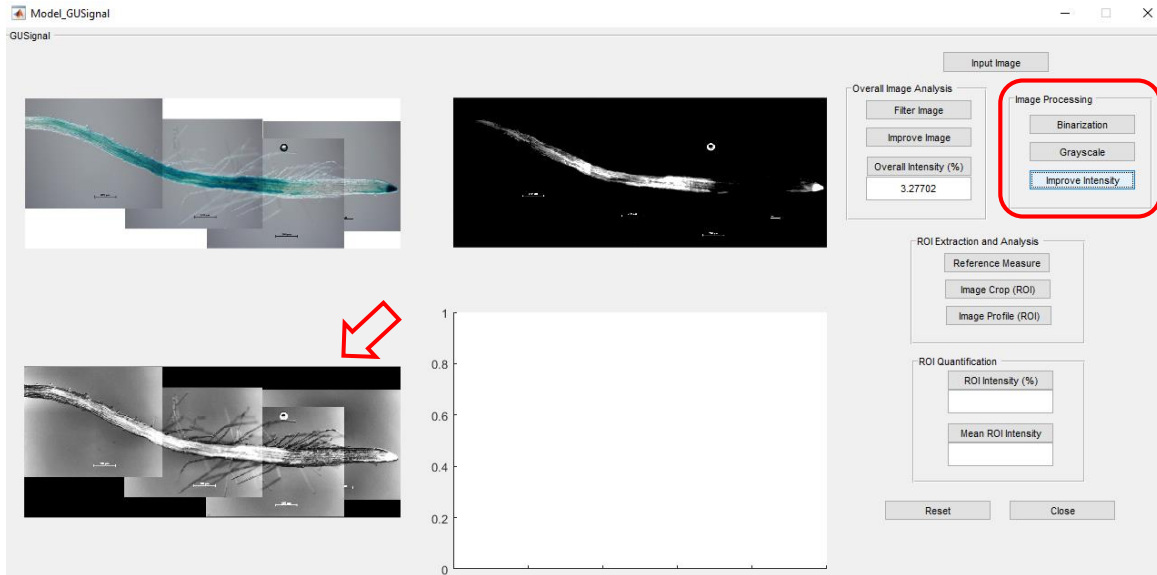 Model_GUSignal
GUSignal
Input Image
Overall Image Analysis
Filter Image
Improve Image
Overall Intensity (%)
3.27702
Image Processing
Binarization
Grayscale
Improve Intensity
ROI Extraction and Analysis
Reference Measure
Image Crop (ROI)
Image Profile (ROI)
1
0.8
0.6
0.4
0.2
0
ROI Quantification
ROI Intensity (%)
Mean ROI Intensity
Reset
Close